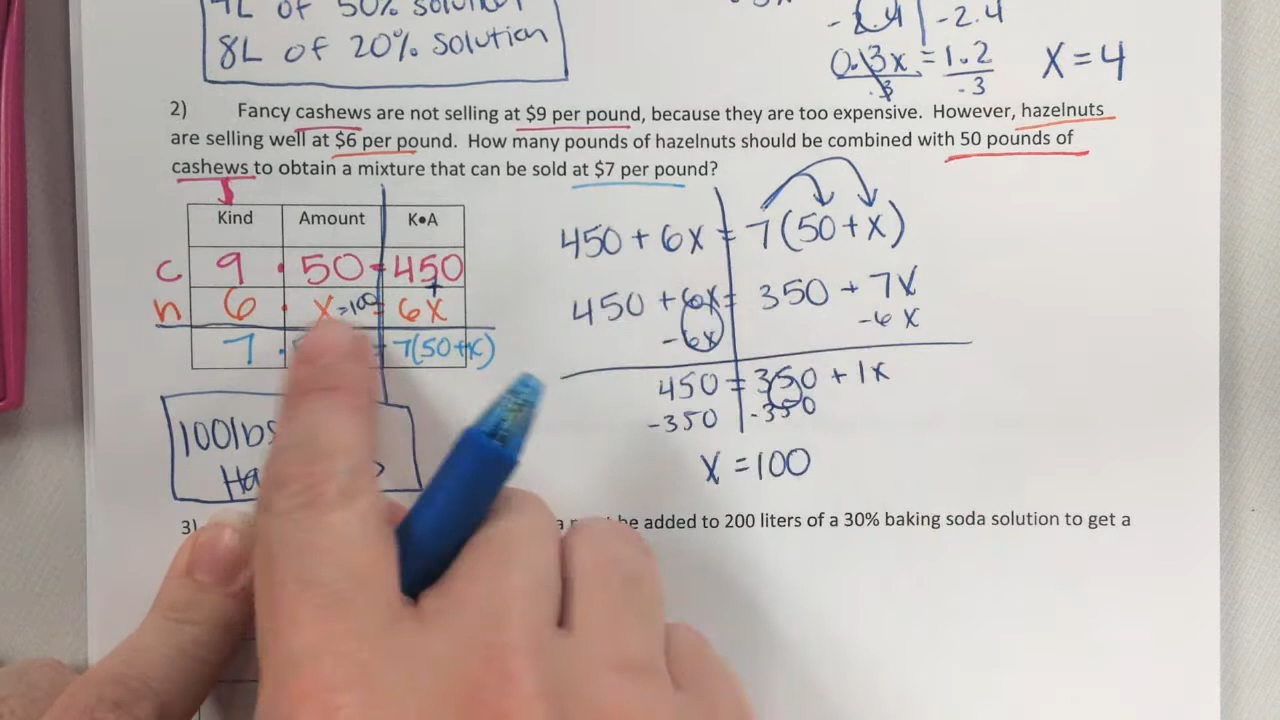 of 50% solution
8L of 20% solution
-2.4 | -2.4
0.3x = 1.2
.3 .3
X = 4
2) Fancy cashews are not selling at $9 per pound, because they are too expensive. However, hazelnuts
are selling well at $6 per pound. How many pounds of hazelnuts should be combined with 50 pounds of
cashews to obtain a mixture that can be sold at $7 per pound?
Kind Amount K•A
C 9 · 50 = 450
+
h 6 · x=100 = 6x
7 · = 7(50+x)
100lbs
450 + 6x = 7(50+x)
450 + 6x = 350 + 7x
-6x -6x
450 = 350 + 1x
-350 -350
X = 100
3) be added to 200 liters of a 30% baking soda solution to get a